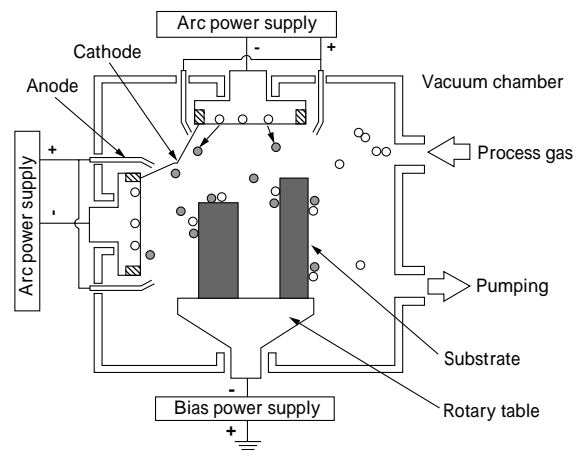 Arc power supply
-
+
Cathode
Vacuum chamber
Anode
+
Process gas
Arc power supply
-
Pumping
Substrate
-
Bias power supply
Rotary table
+